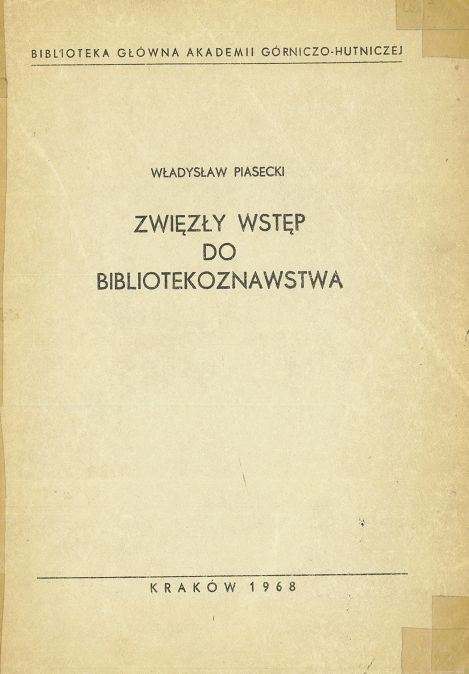 BIBLIOTEKA GŁÓWNA AKADEMII GÓRNICZO-HUTNICZEJ
WŁADYSŁAW PIASECKI
ZWIĘZŁY WSTĘP
DO
BIBLIOTEKOZNAWSTWA
KRAKÓW 1968